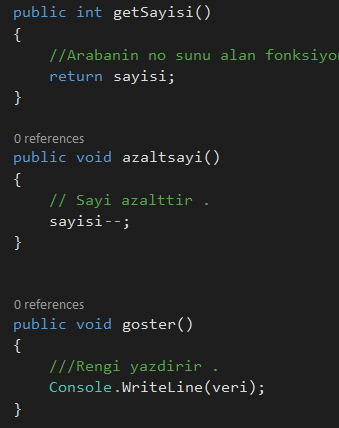 public int getSayisi()
{
//Arabanin no sunu alan fonksiyon
return sayisi;
}
0 references
public void azaltsayi()
{
// Sayi azalttir .
sayisi--;
}
0 references
public void goster()
{
///Rengi yazdirir .
Console.WriteLine(veri);
}